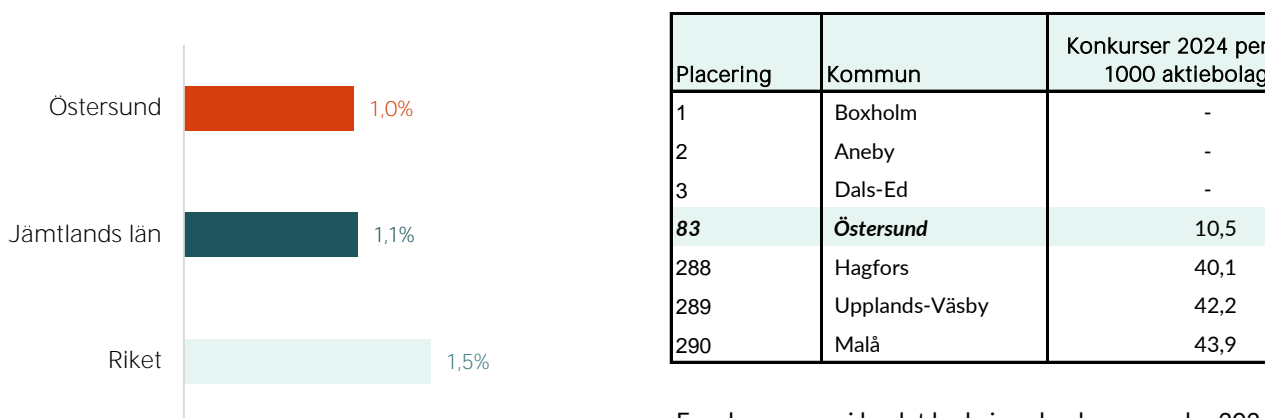 Östersund 1,0%
Jämtlands län 1,1%
Riket 1,5%
Placering Kommun Konkurser 2024 per 1000 aktiebolag
1 Boxholm -
2 Aneby -
3 Dals-Ed -
83 Östersund 10,5
288 Hagfors 40,1
289 Upplands-Väsby 42,2
290 Malå 43,9